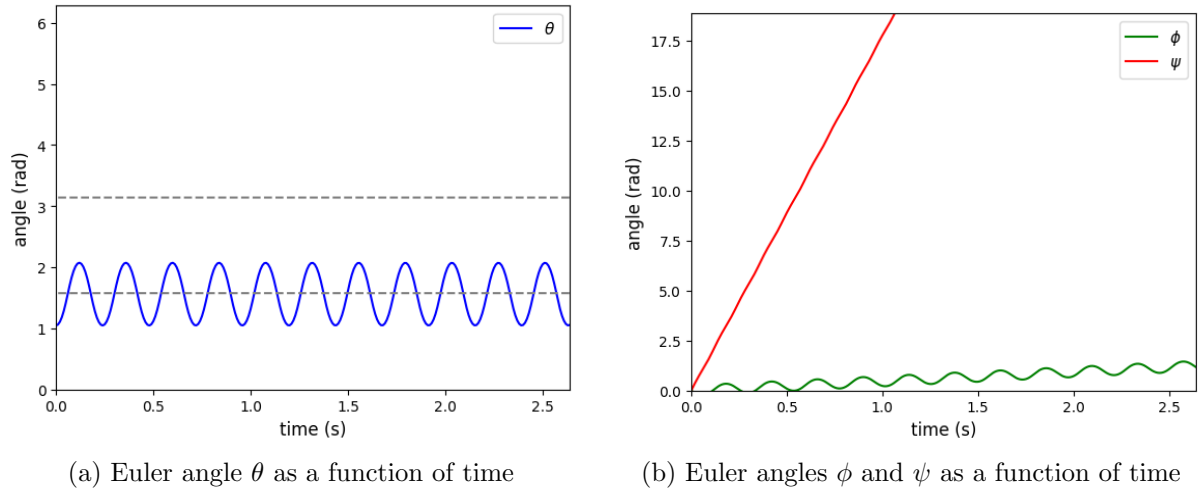 6
5
4
3
2
1
0
angle (rad)
0.0 0.5 1.0 1.5 2.0 2.5
time (s)
θ
(a) Euler angle θ as a function of time
17.5
15.0
12.5
10.0
7.5
5.0
2.5
0.0
angle (rad)
0.0 0.5 1.0 1.5 2.0 2.5
time (s)
ϕ
ψ
(b) Euler angles ϕ and ψ as a function of time